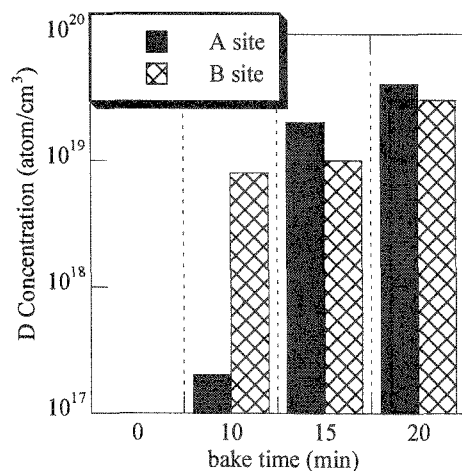 10^20
A site
B site
D Concentration (atom/cm^3)
10^19
10^18
10^17
0 10 15 20
bake time (min)